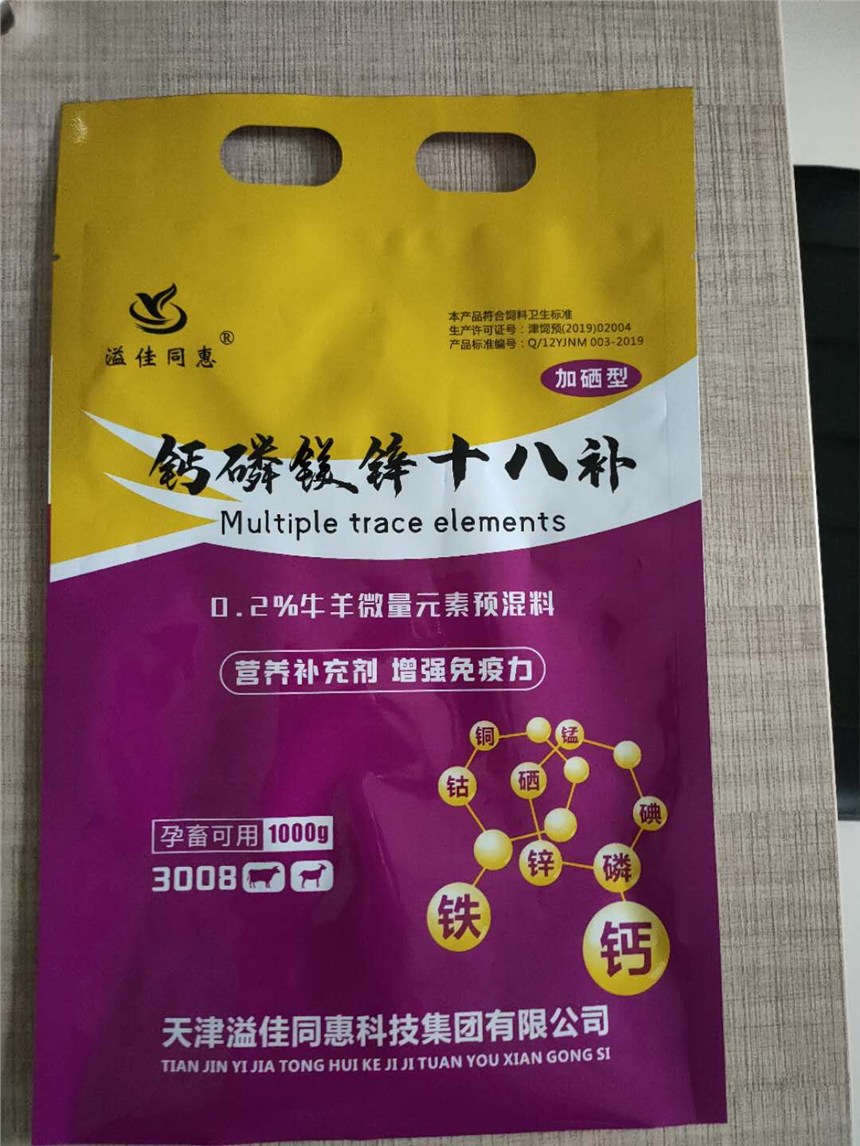 溢佳同惠®
本产品符合饲料卫生标准
生产许可证号：津饲预(2019)02004
产品标准编号：Q/12YJNM 003-2019
加硒型
钙磷镁锌十八补
Multiple trace elements
0.2%牛羊微量元素预混料
营养补充剂 增强免疫力
铜
锰
钴
硒
碘
锌
磷
铁
钙
孕畜可用 1000g
3008
天津溢佳同惠科技集团有限公司
TIAN JIN YI JIA TONG HUI KE JI JI TUAN YOU XIAN GONG SI